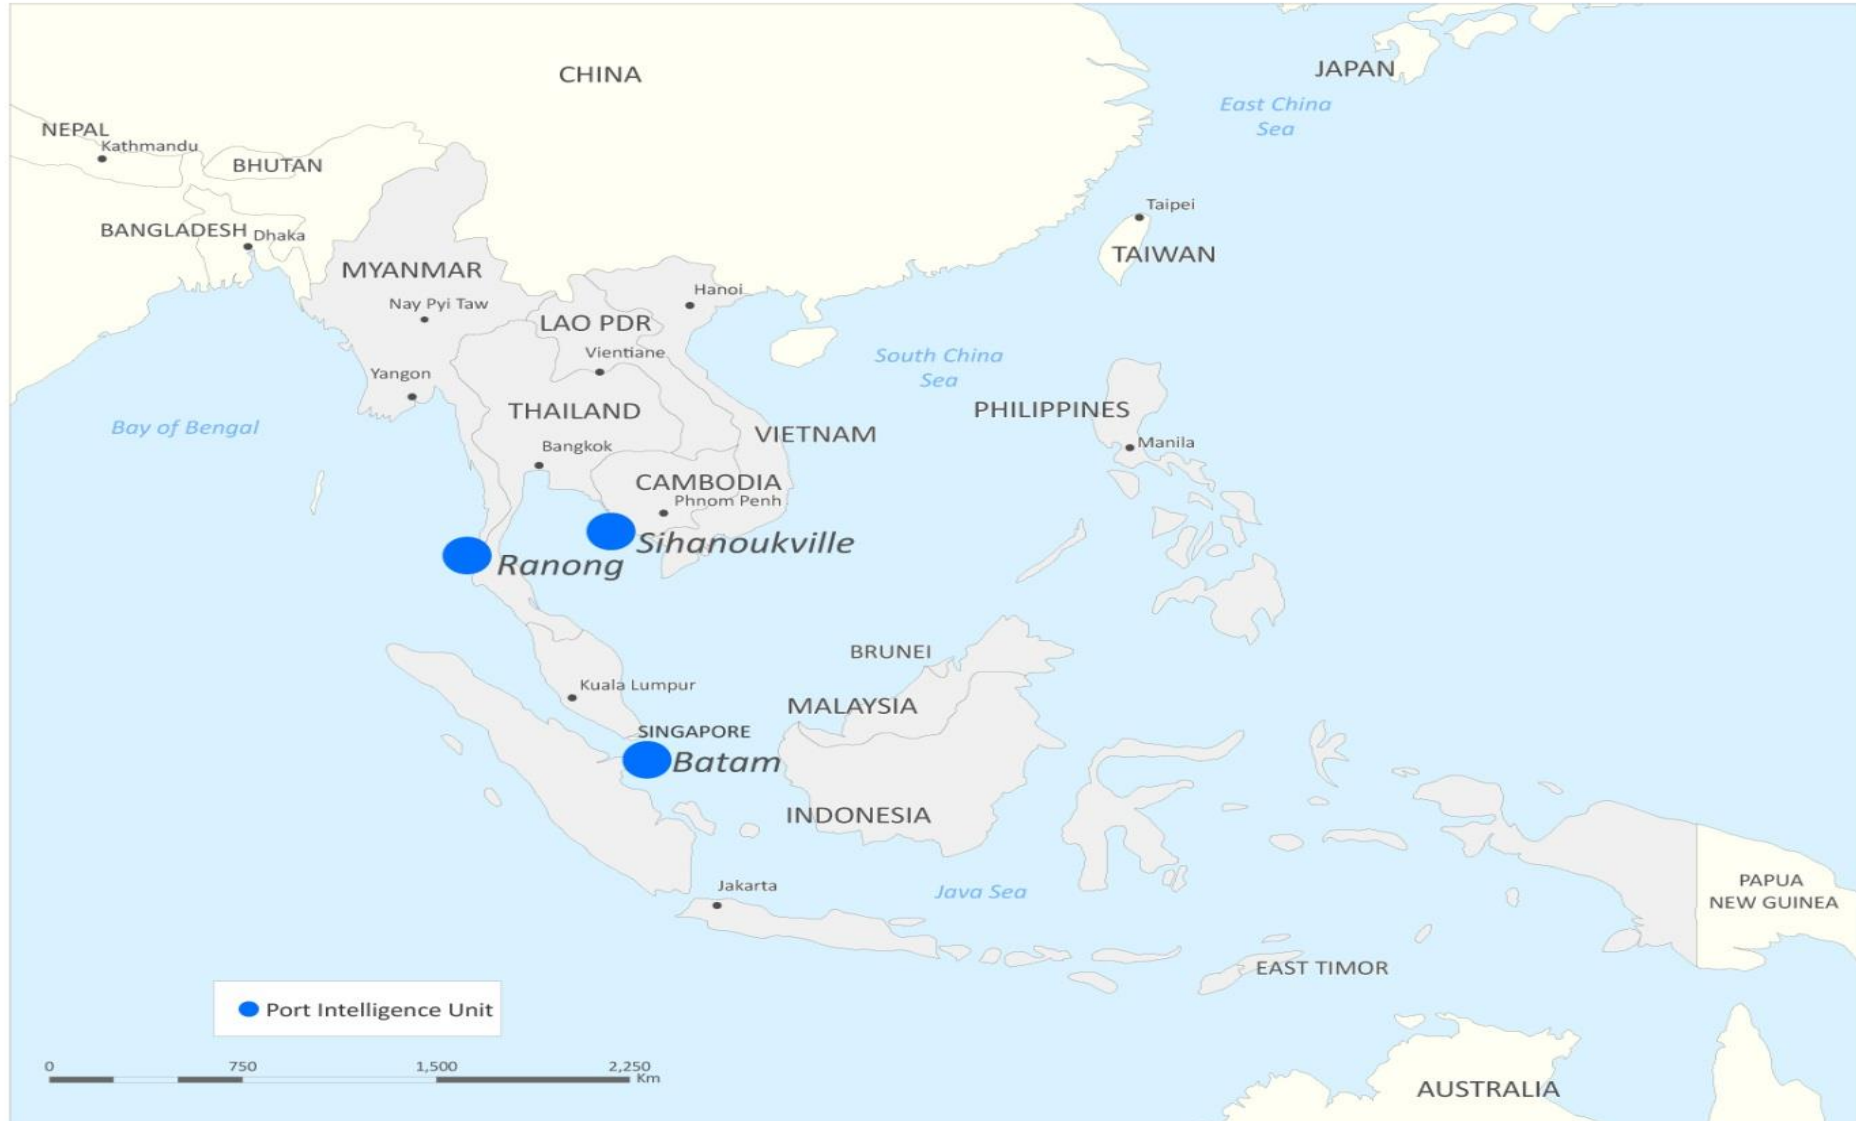 CHINA
JAPAN
East China
Sea
NEPAL
Kathmandu
BHUTAN
Taipei
BANGLADESH
Dhaka
TAIWAN
MYANMAR
Hanoi
Nay Pyi Taw
LAO PDR
Vientiane
South China
Sea
Yangon
THAILAND
PHILIPPINES
Bay of Bengal
VIETNAM
Manila
Bangkok
CAMBODIA
Phnom Penh
Sihanoukville
Ranong
BRUNEI
Kuala Lumpur
MALAYSIA
SINGAPORE
Batam
INDONESIA
Jakarta
Java Sea
PAPUA
NEW GUINEA
EAST TIMOR
Port Intelligence Unit
0 750 1,500 2,250
Km
AUSTRALIA